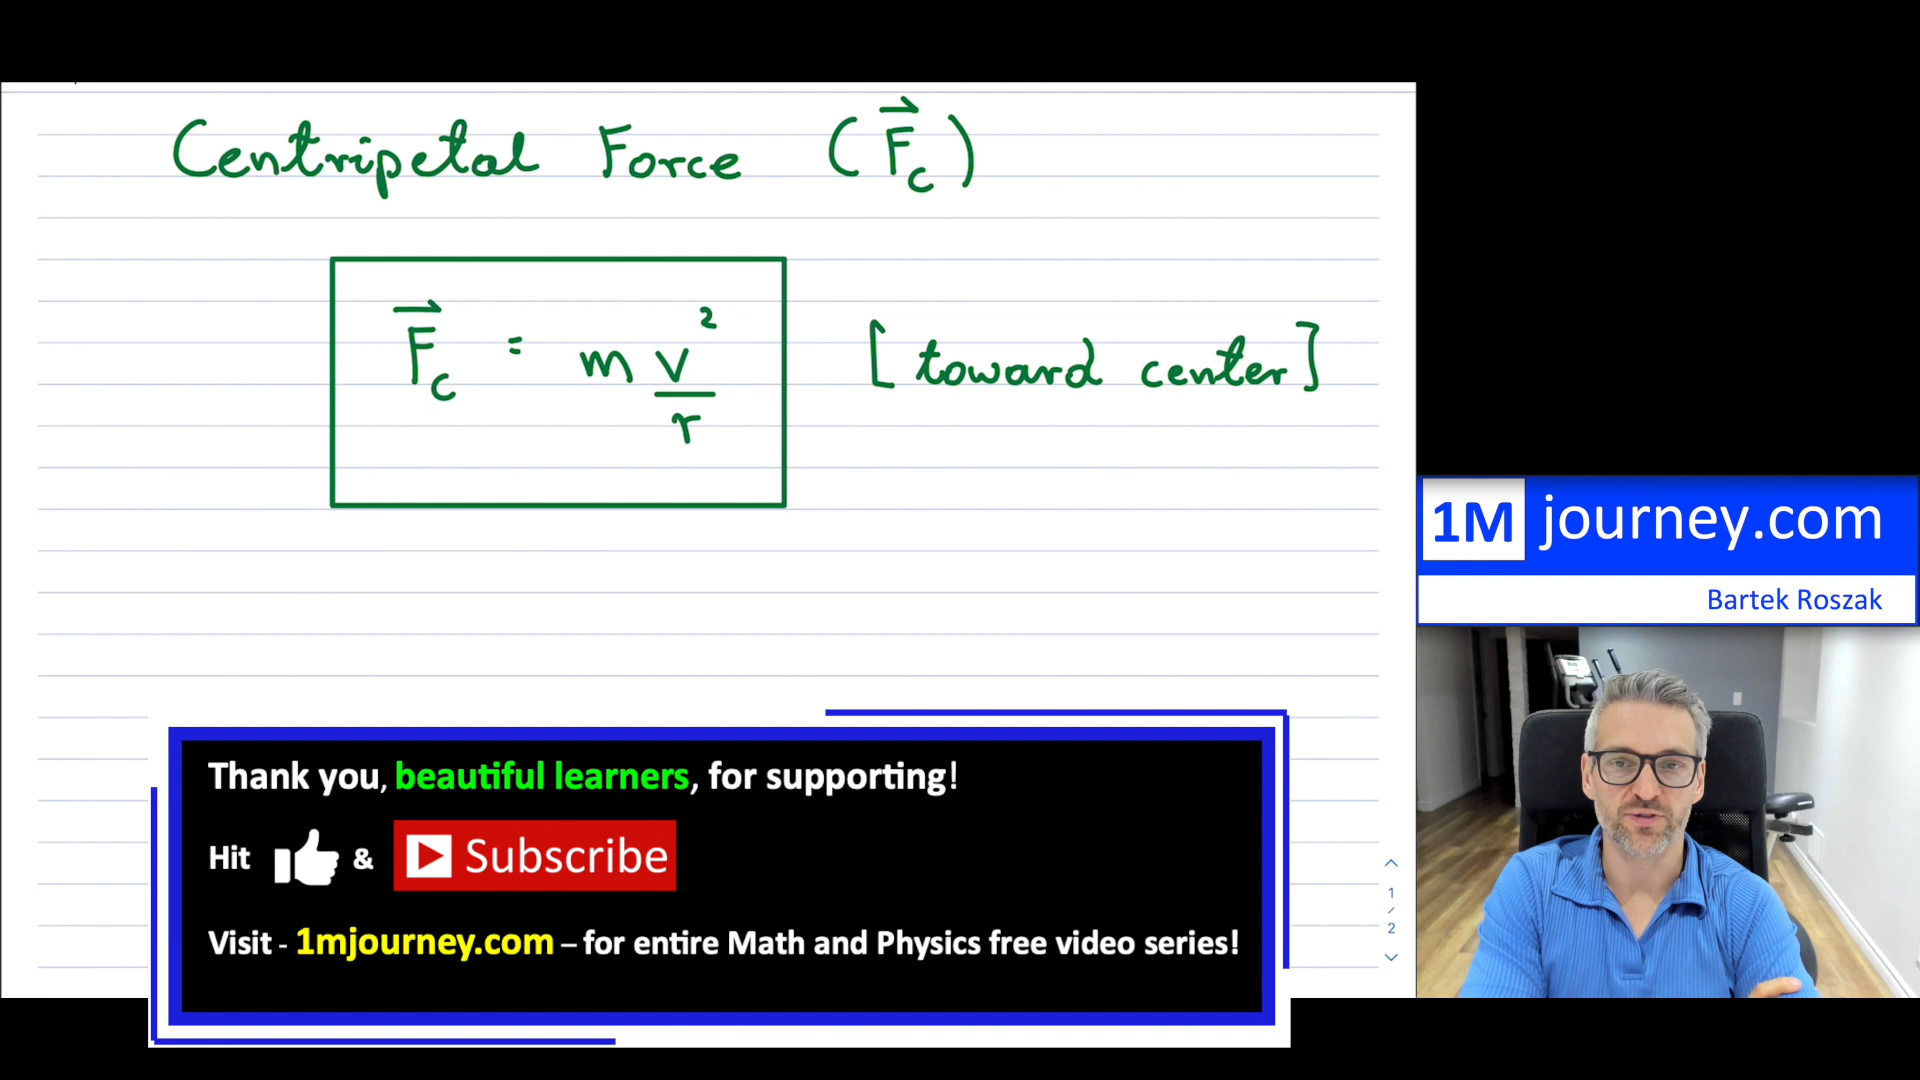 Centripetal Force (F⃗c)
F⃗c = m v²/r [toward center]
1M journey.com
Bartek Roszak
Thank you, beautiful learners, for supporting!
Hit & Subscribe
Visit - 1mjourney.com – for entire Math and Physics free video series!
1
/
2